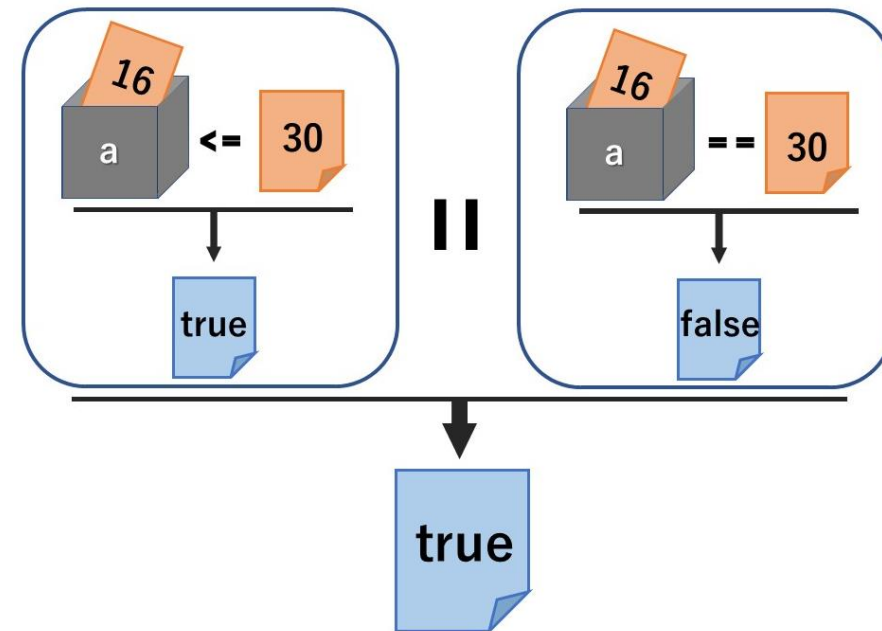 16
a <= 30
true
||
16
a == 30
false
true